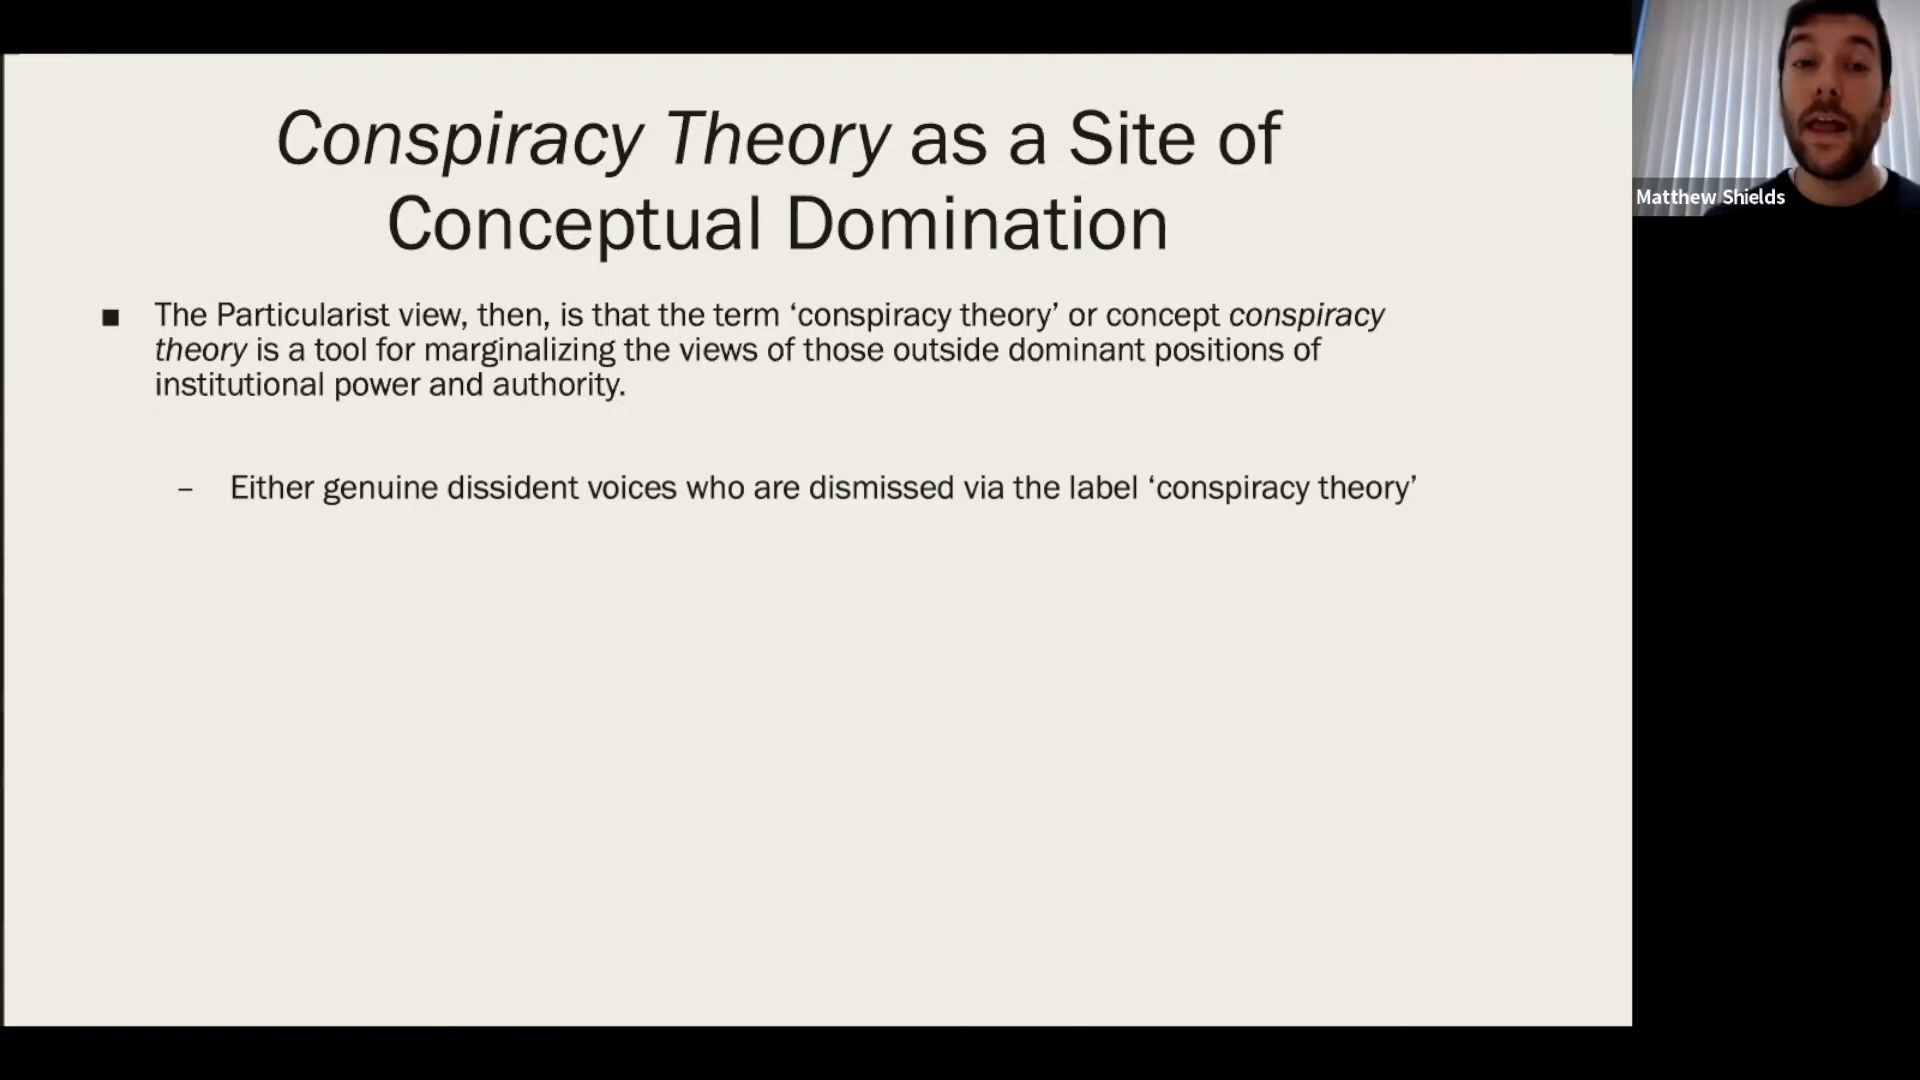 Conspiracy Theory as a Site of
Conceptual Domination
■ The Particularist view, then, is that the term ‘conspiracy theory’ or concept conspiracy
theory is a tool for marginalizing the views of those outside dominant positions of
institutional power and authority.
– Either genuine dissident voices who are dismissed via the label ‘conspiracy theory’
Matthew Shields